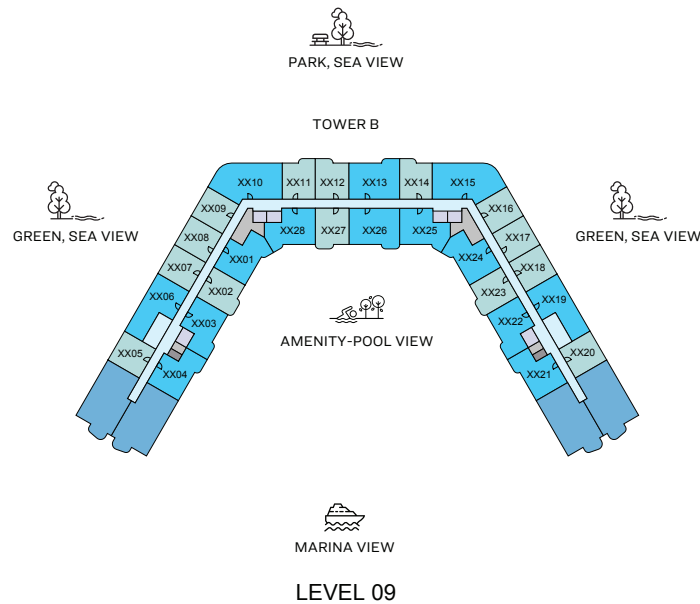 PARK, SEA VIEW
TOWER B
XX10
XX11
XX12
XX13
XX14
XX15
XX09
XX16
GREEN, SEA VIEW
XX28
XX27
XX26
XX25
GREEN, SEA VIEW
XX08
XX17
XX01
XX24
XX07
XX18
XX02
XX23
XX06
XX19
XX03
XX22
AMENITY-POOL VIEW
XX05
XX20
XX04
XX21
MARINA VIEW
LEVEL 09